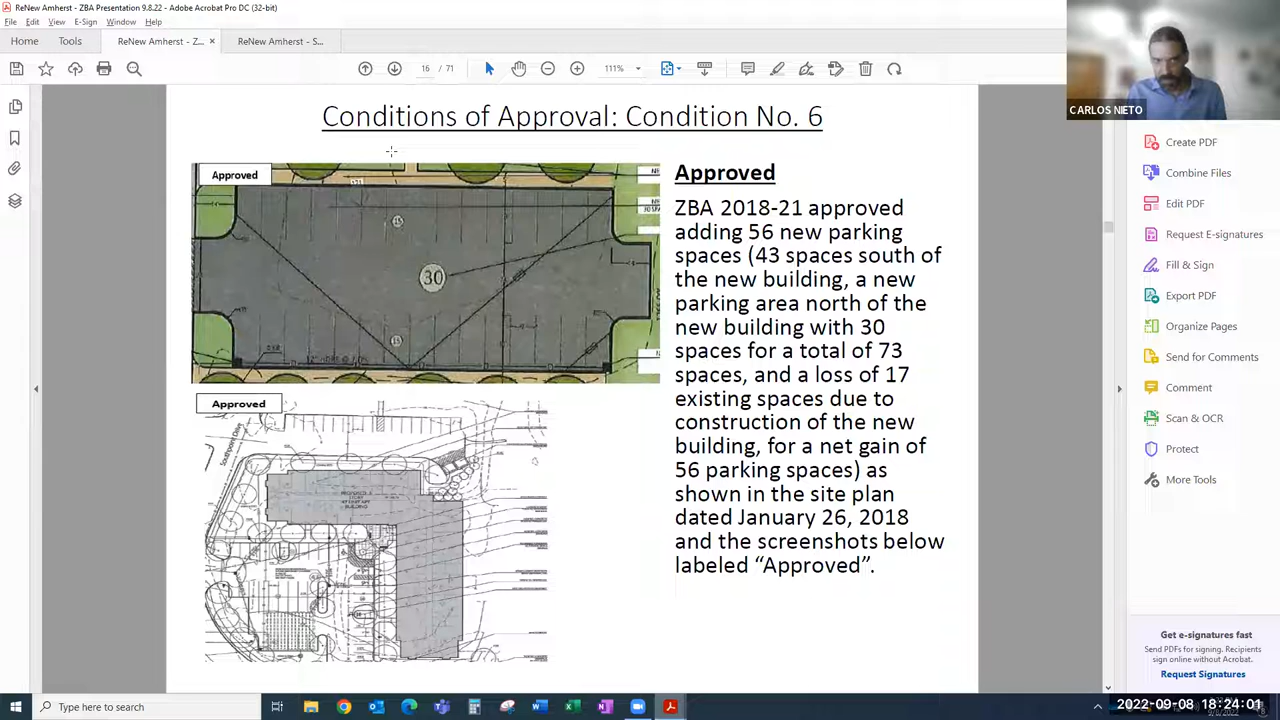 ReNew Amherst - ZBA Presentation 9.8.22 - Adobe Acrobat Pro DC (32-bit)
File Edit View E-Sign Window Help
Home Tools ReNew Amherst - Z... × ReNew Amherst - S...
16 / 71 111%
CARLOS NIETO
Conditions of Approval: Condition No. 6
Approved
30
Approved
Approved
ZBA 2018-21 approved
adding 56 new parking
spaces (43 spaces south of
the new building, a new
parking area north of the
new building with 30
spaces for a total of 73
spaces, and a loss of 17
existing spaces due to
construction of the new
building, for a net gain of
56 parking spaces) as
shown in the site plan
dated January 26, 2018
and the screenshots below
labeled “Approved”.
Create PDF
Combine Files
Edit PDF
Request E-signatures
Fill & Sign
Export PDF
Organize Pages
Send for Comments
Comment
Scan & OCR
Protect
More Tools
Get e-signatures fast
Send PDFs for signing. Recipients
sign online without Acrobat.
Request Signatures
Type here to search
2022-09-08 18:24:01